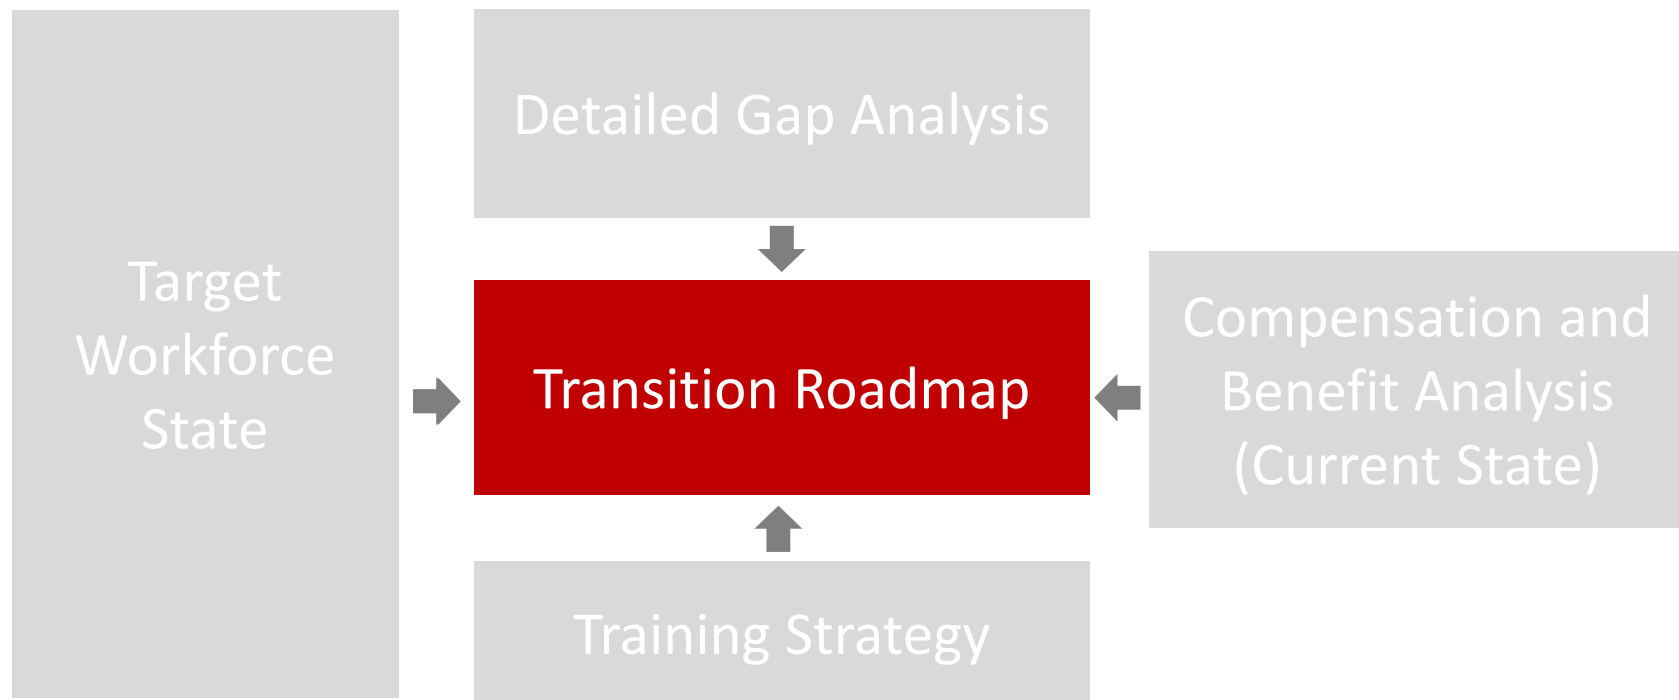 Detailed Gap Analysis
Target
Workforce
State
Transition Roadmap
Compensation and
Benefit Analysis
(Current State)
Training Strategy